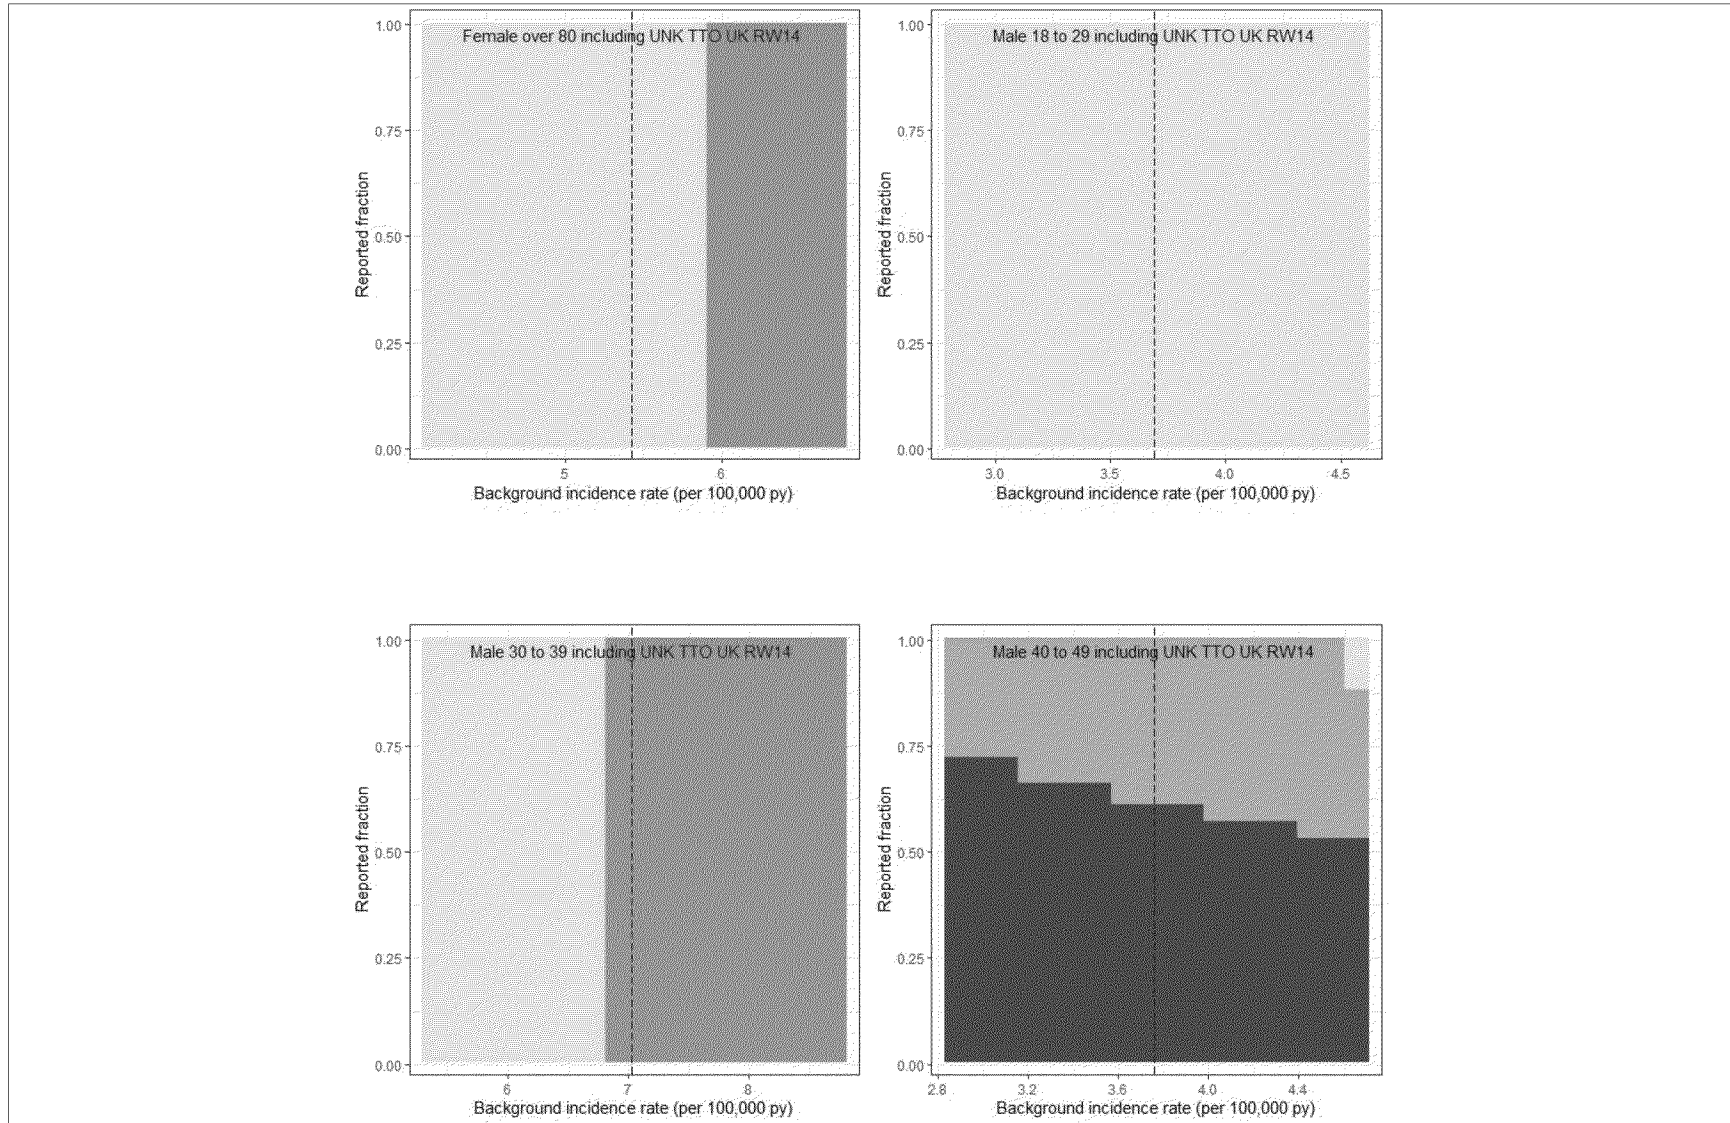 Female over 80 including UNK TTO UK RW14
1.00
0.75
0.50
0.25
0.00
Reported fraction
5 6
Background incidence rate (per 100,000 py)
Male 18 to 29 including UNK TTO UK RW14
1.00
0.75
0.50
0.25
0.00
Reported fraction
3.0 3.5 4.0 4.5
Background incidence rate (per 100,000 py)
Male 30 to 39 including UNK TTO UK RW14
1.00
0.75
0.50
0.25
0.00
Reported fraction
6 7 8
Background incidence rate (per 100,000 py)
Male 40 to 49 including UNK TTO UK RW14
1.00
0.75
0.50
0.25
0.00
Reported fraction
2.8 3.2 3.6 4.0 4.4
Background incidence rate (per 100,000 py)